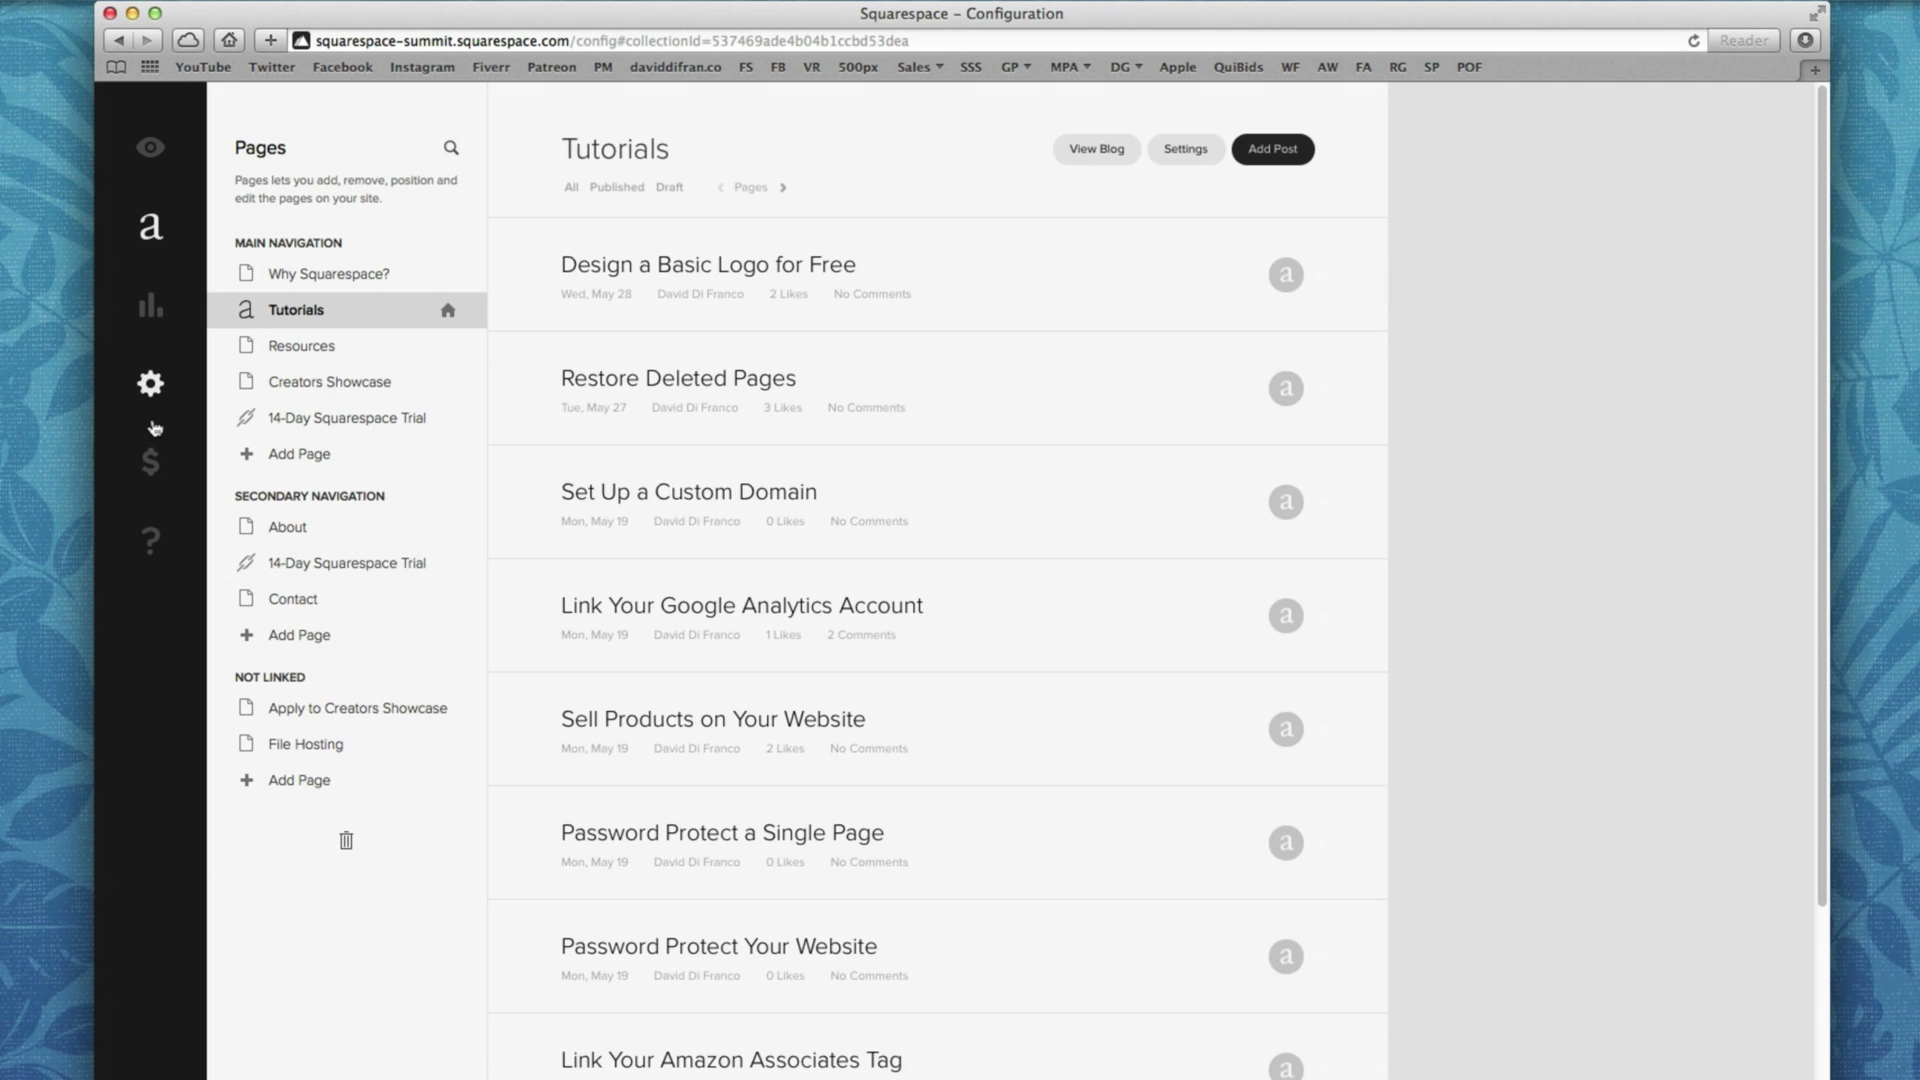 Squarespace – Configuration
squarespace-summit.squarespace.com/config#collectionId=537469ade4b04b1ccbd53dea
Reader
YouTube Twitter Facebook Instagram Fiverr Patreon PM daviddifran.co FS FB VR 500px Sales SSS GP MPA DG Apple QuiBids WF AW FA RG SP POF
Pages
Pages lets you add, remove, position and
edit the pages on your site.
MAIN NAVIGATION
Why Squarespace?
a Tutorials
Resources
Creators Showcase
14-Day Squarespace Trial
+ Add Page
SECONDARY NAVIGATION
About
14-Day Squarespace Trial
Contact
+ Add Page
NOT LINKED
Apply to Creators Showcase
File Hosting
+ Add Page
a
$
?
Tutorials
View Blog Settings Add Post
All Published Draft < Pages >
Design a Basic Logo for Free
Wed, May 28 David Di Franco 2 Likes No Comments
a
Restore Deleted Pages
Tue, May 27 David Di Franco 3 Likes No Comments
a
Set Up a Custom Domain
Mon, May 19 David Di Franco 0 Likes No Comments
a
Link Your Google Analytics Account
Mon, May 19 David Di Franco 1 Likes 2 Comments
a
Sell Products on Your Website
Mon, May 19 David Di Franco 2 Likes No Comments
a
Password Protect a Single Page
Mon, May 19 David Di Franco 0 Likes No Comments
a
Password Protect Your Website
Mon, May 19 David Di Franco 0 Likes No Comments
a
Link Your Amazon Associates Tag
a